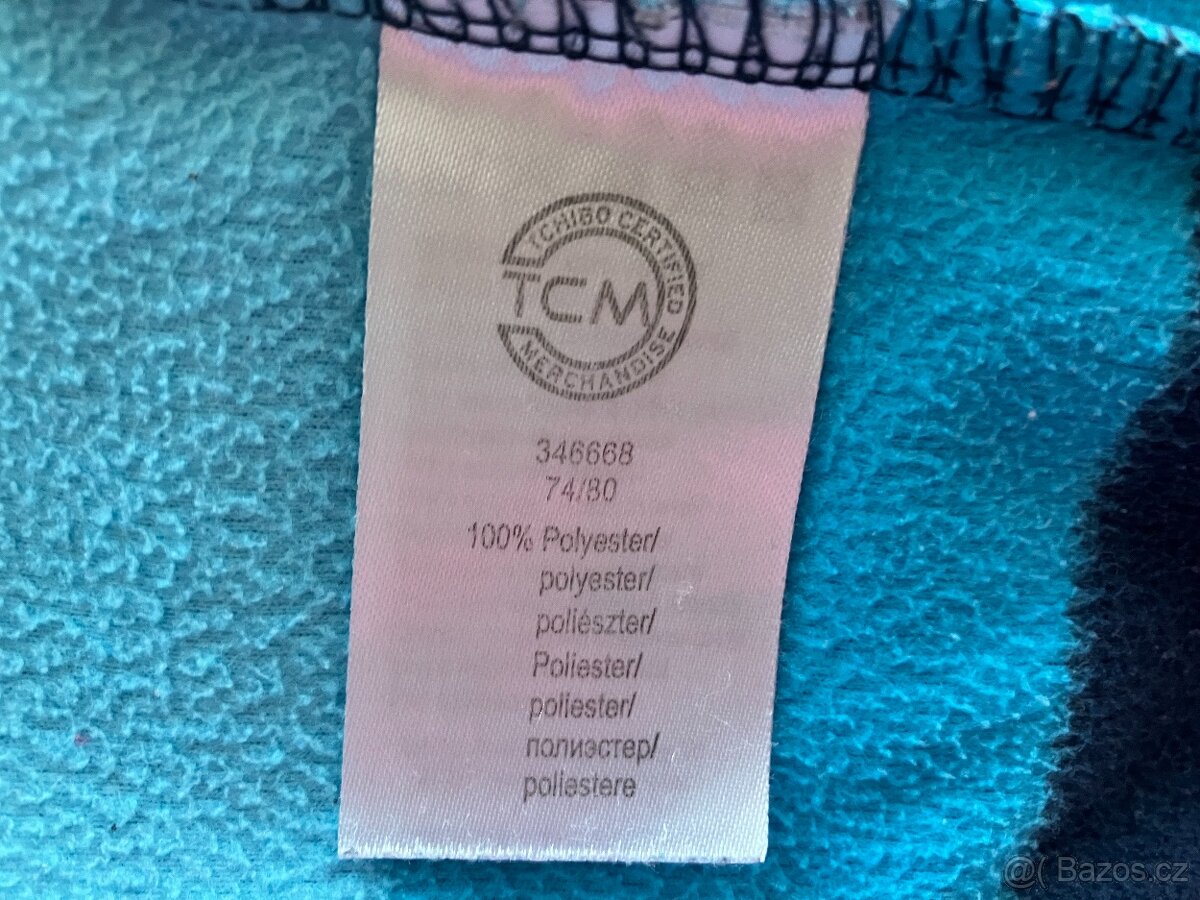 TCHIBO CERTIFIED
TCM
MERCHANDISE
346668
74/80
100% Polyester/
polyester/
poliészter/
Poliester/
poliester/
полиэстер/
poliestere
@( Bazos.cz